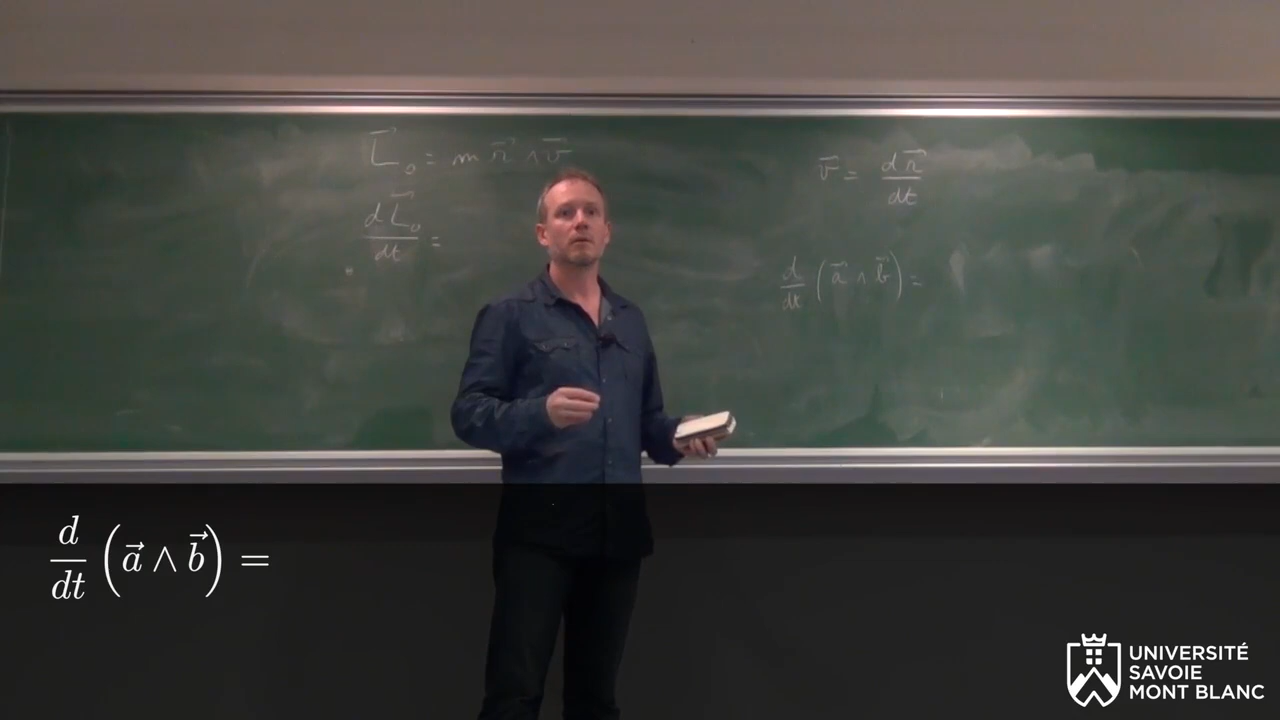 L⃗₀ = m r⃗ ∧ v⃗
dL⃗₀/dt =
v⃗ = dr⃗/dt
d/dt (a⃗ ∧ b⃗) =
d/dt (a⃗ ∧ b⃗) =
UNIVERSITÉ
SAVOIE
MONT BLANC